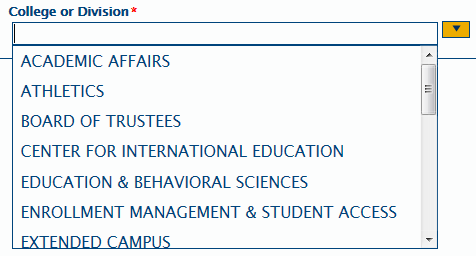 College or Division*
ACADEMIC AFFAIRS
ATHLETICS
BOARD OF TRUSTEES
CENTER FOR INTERNATIONAL EDUCATION
EDUCATION & BEHAVIORAL SCIENCES
ENROLLMENT MANAGEMENT & STUDENT ACCESS
EXTENDED CAMPUS